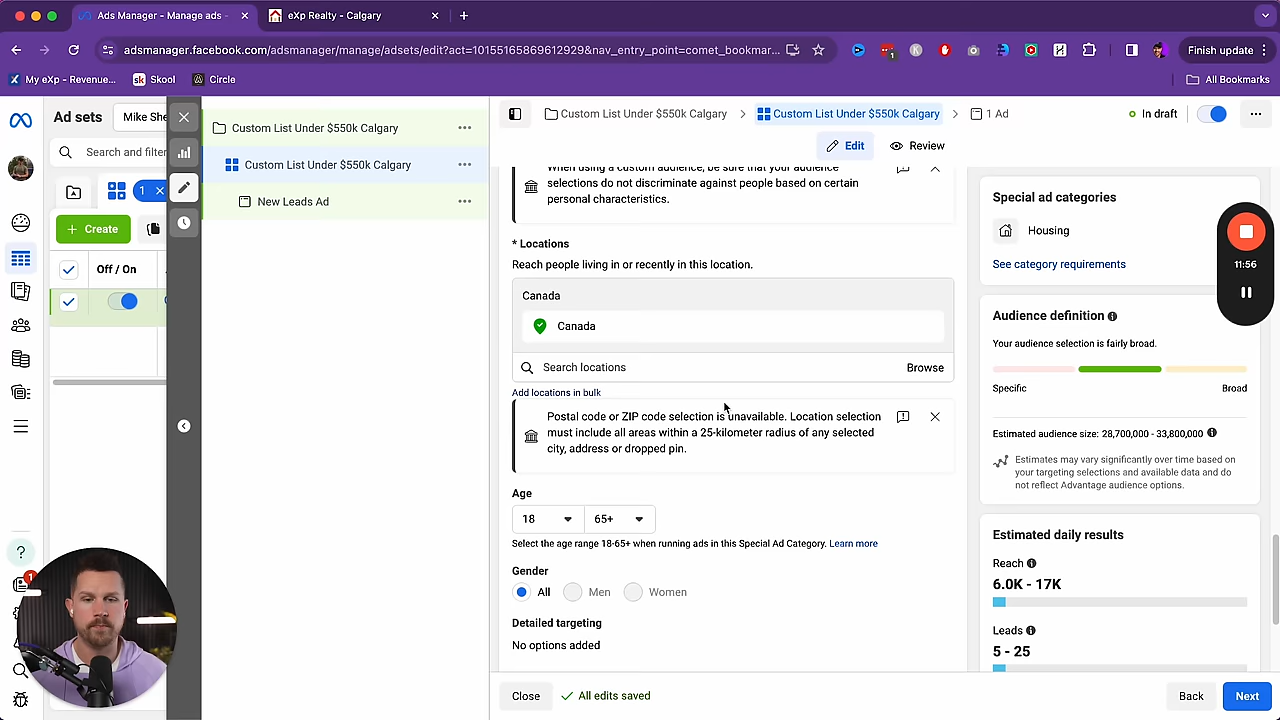 Ads Manager - Manage ads -
eXp Realty - Calgary
adsmanager.facebook.com/adsmanager/manage/adsets/edit?act=10155165869612929&nav_entry_point=comet_bookmar...
Finish update
My eXp - Revenue...
Skool
Circle
All Bookmarks
Ad sets
Mike She
Search and filter
1
Create
Off / On
Custom List Under $550k Calgary
Custom List Under $550k Calgary
New Leads Ad
Custom List Under $550k Calgary
Custom List Under $550k Calgary
1 Ad
In draft
Edit
Review
When using a custom audience, be sure that your audience
selections do not discriminate against people based on certain
personal characteristics.
* Locations
Reach people living in or recently in this location.
Canada
Canada
Search locations
Browse
Add locations in bulk
Postal code or ZIP code selection is unavailable. Location selection
must include all areas within a 25-kilometer radius of any selected
city, address or dropped pin.
Age
18
65+
Select the age range 18-65+ when running ads in this Special Ad Category. Learn more
Gender
All
Men
Women
Detailed targeting
No options added
Close
All edits saved
Back
Next
Special ad categories
Housing
See category requirements
Audience definition
Your audience selection is fairly broad.
Specific
Broad
Estimated audience size: 28,700,000 - 33,800,000
Estimates may vary significantly over time based on
your targeting selections and available data and do
not reflect Advantage audience options.
Estimated daily results
Reach
6.0K - 17K
Leads
5 - 25
11:56
1